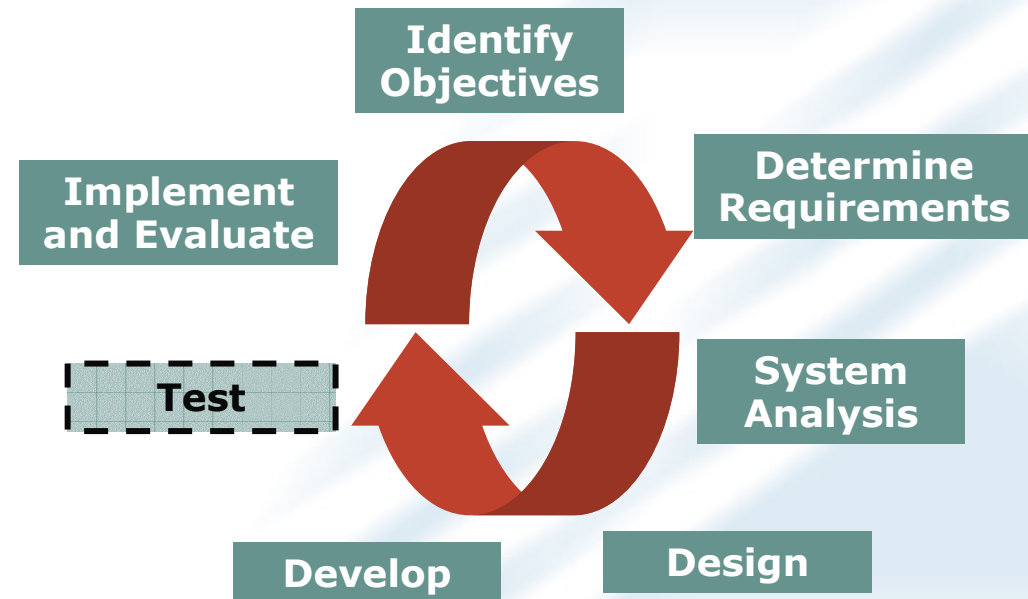 Identify
Objectives
Determine
Requirements
System
Analysis
Design
Develop
Test
Implement
and Evaluate